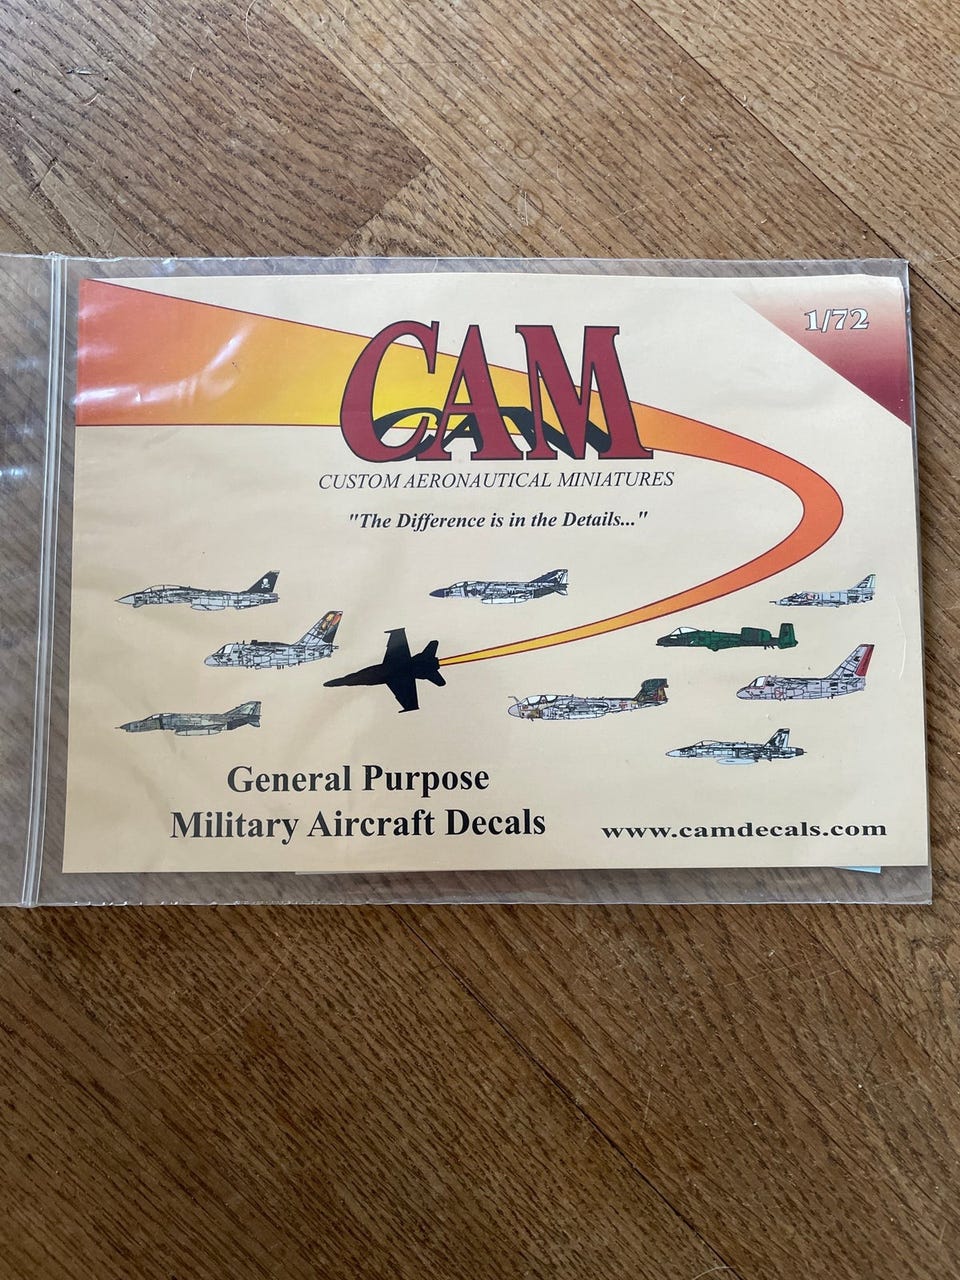 1/72
CAM
CUSTOM AERONAUTICAL MINIATURES
"The Difference is in the Details..."
General Purpose
Military Aircraft Decals
www.camdecals.com